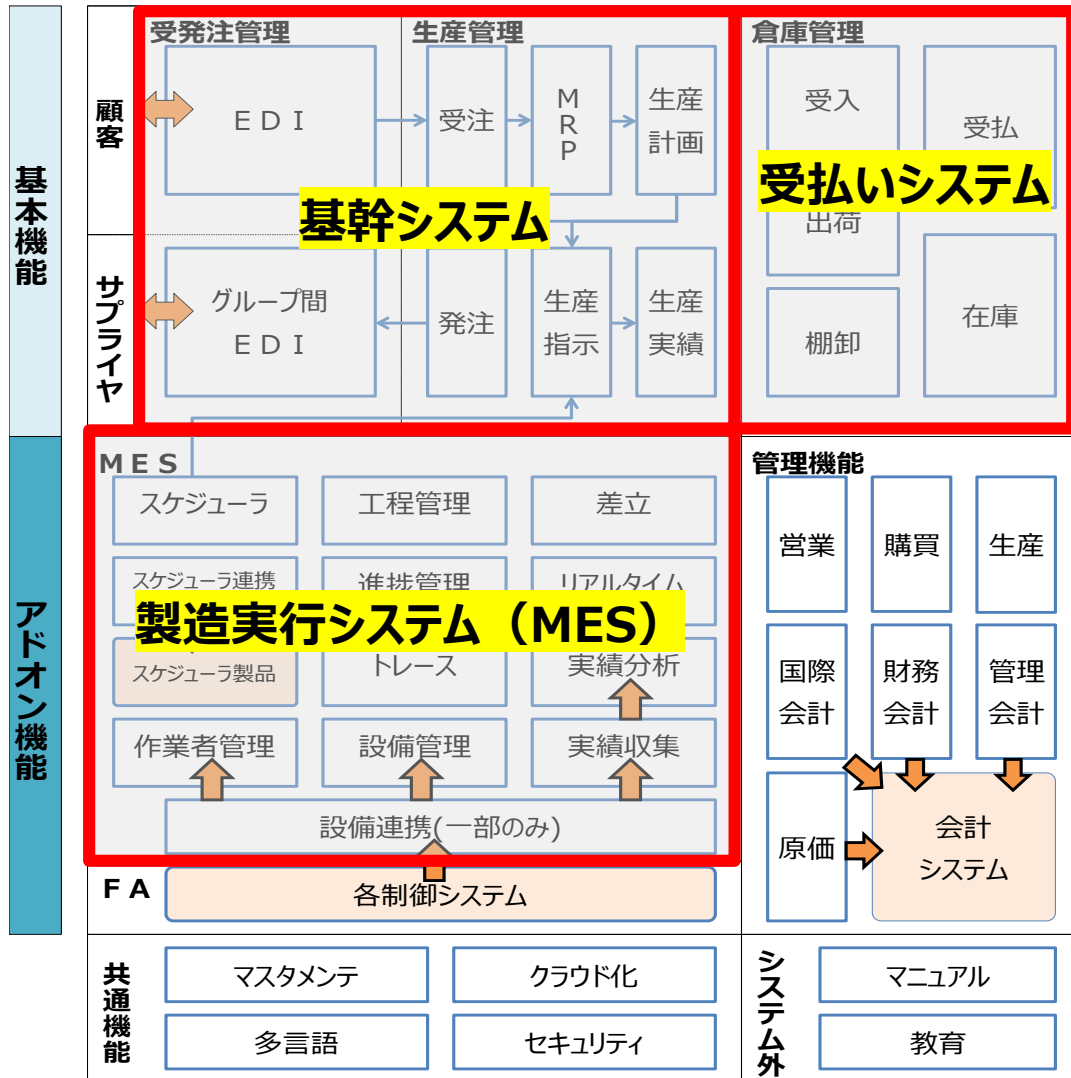 受発注管理
生産管理
倉庫管理
基本機能
顧客
ＥＤＩ
受注
ＭＲＰ
生産
計画
受入
受払
基幹システム
受払いシステム
出荷
サプライヤ
グループ間
ＥＤＩ
発注
生産
指示
生産
実績
棚卸
在庫
アドオン機能
ＭＥＳ
スケジューラ
工程管理
差立
スケジューラ連携
進捗管理
リアルタイム
製造実行システム（MES）
スケジューラ製品
トレース
実績分析
作業者管理
設備管理
実績収集
設備連携(一部のみ)
ＦＡ
各制御システム
管理機能
営業
購買
生産
国際
会計
財務
会計
管理
会計
原価
会計
システム
共通機能
マスタメンテ
クラウド化
多言語
セキュリティ
システム外
マニュアル
教育